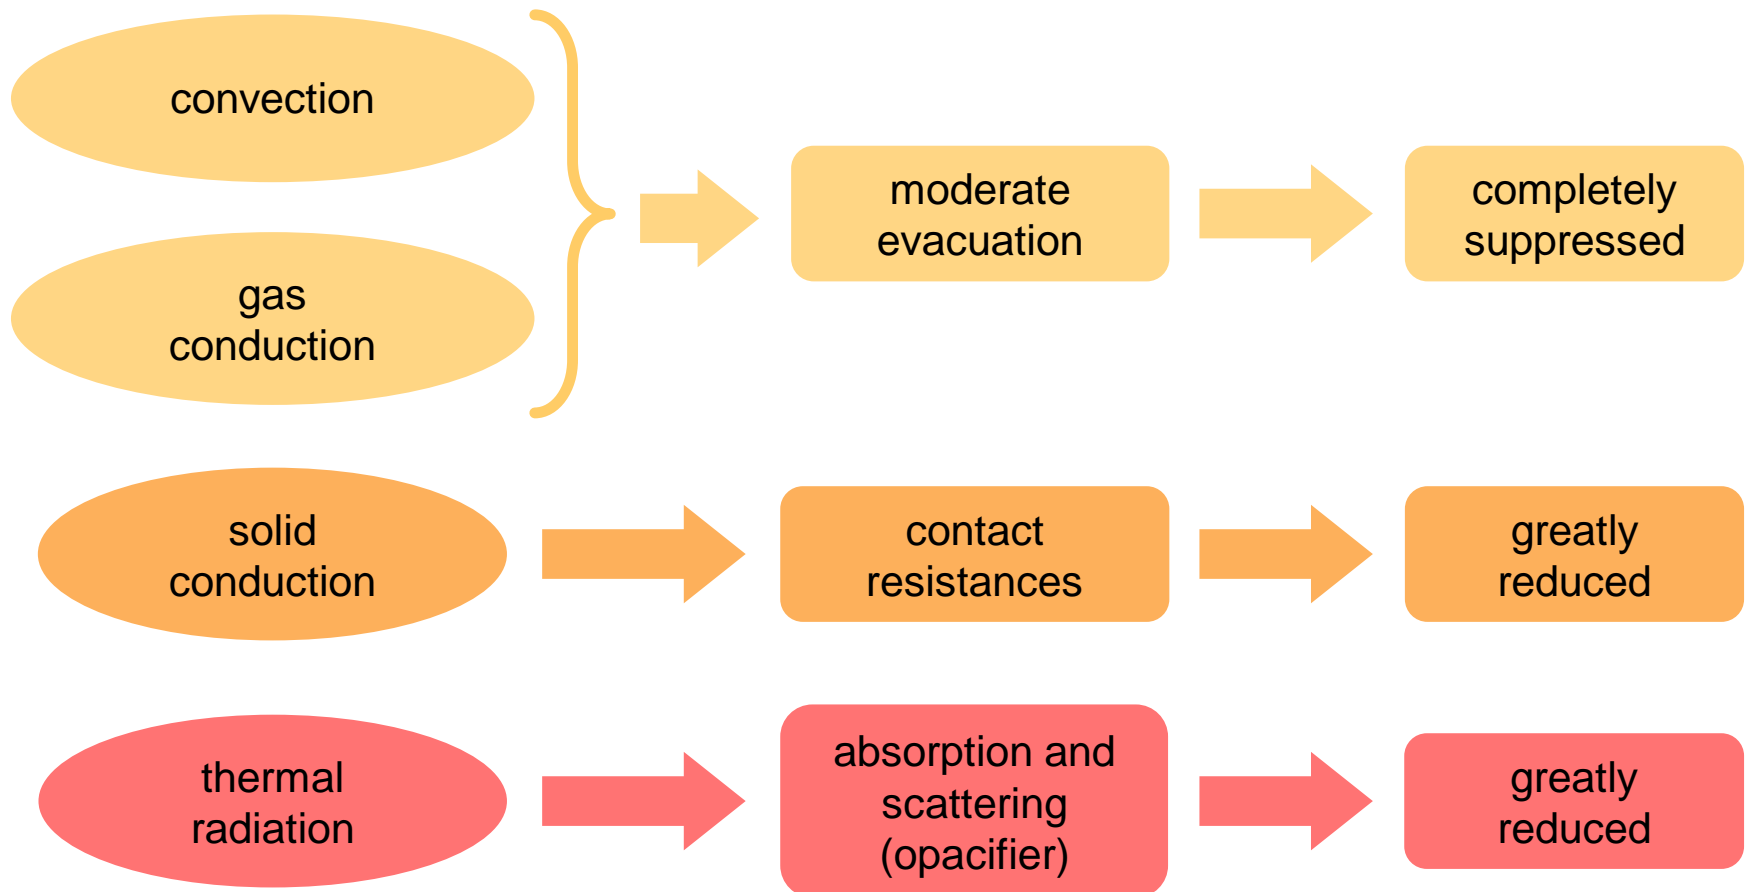 convection
gas
conduction
moderate
evacuation
completely
suppressed
solid
conduction
contact
resistances
greatly
reduced
thermal
radiation
absorption and
scattering
(opacifier)
greatly
reduced